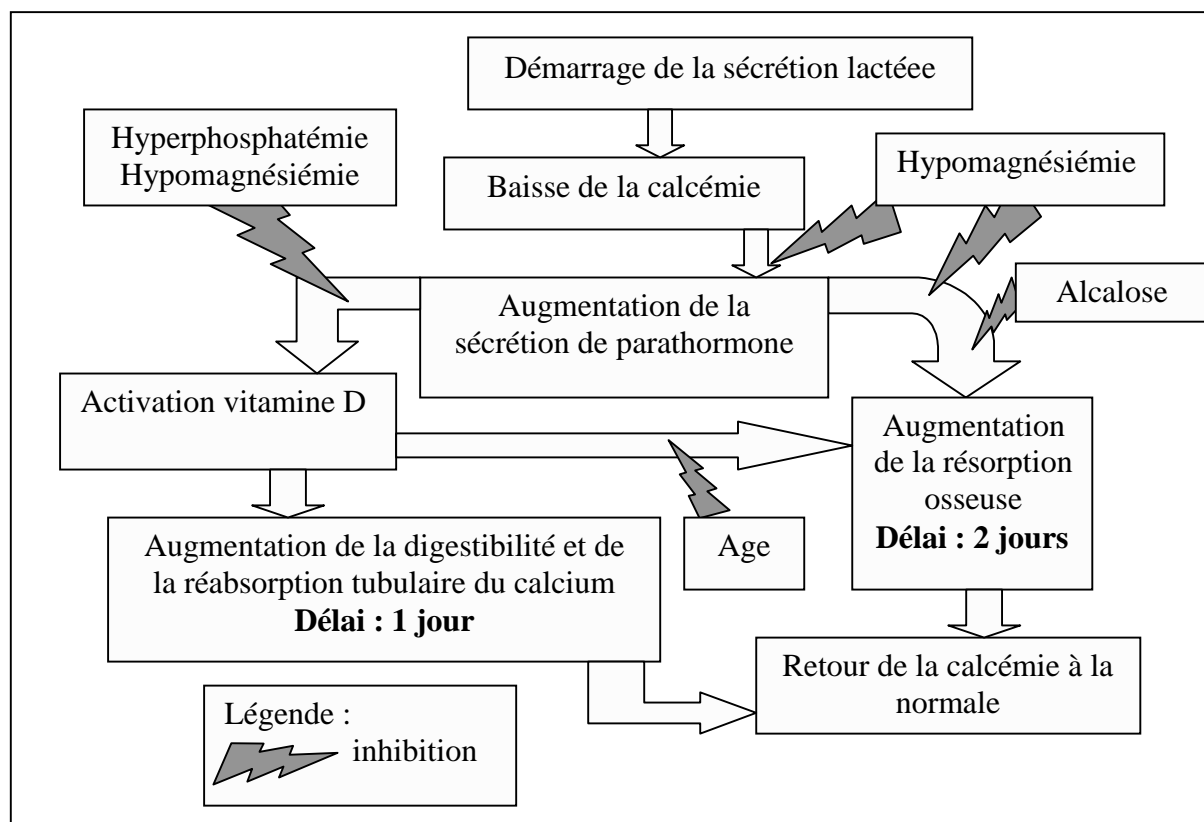 Démarrage de la sécrétion lactéee
Hyperphosphatémie
Hypomagnésiémie
Baisse de la calcémie
Hypomagnésiémie
Augmentation de la
sécrétion de parathormone
Alcalose
Activation vitamine D
Augmentation
de la résorption
osseuse
Délai : 2 jours
Augmentation de la digestibilité et de
la réabsorption tubulaire du calcium
Délai : 1 jour
Age
Retour de la calcémie à la
normale
Légende :
inhibition